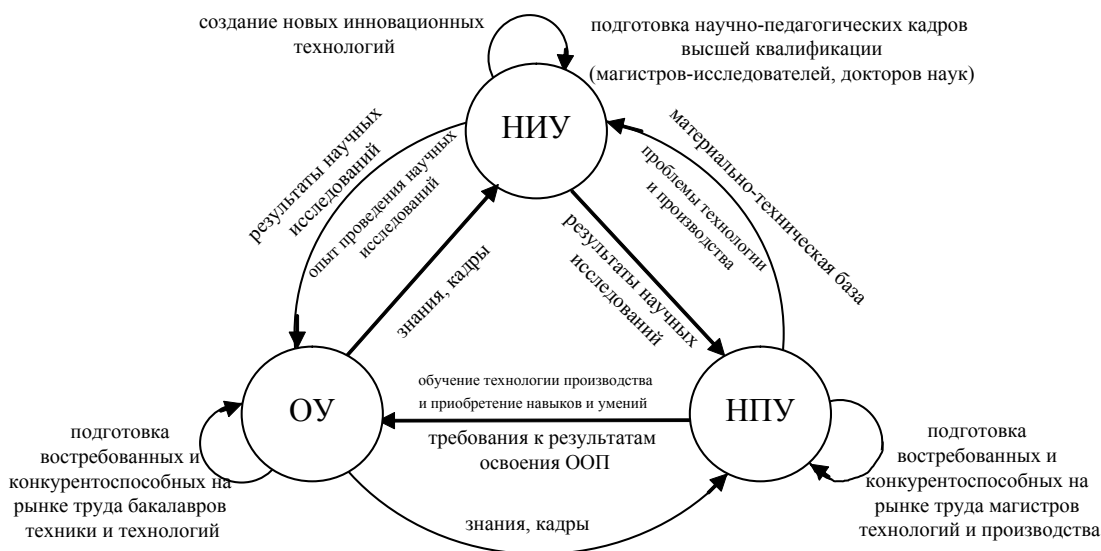 создание новых инновационных
технологий
подготовка научно-педагогических кадров
высшей квалификации
(магистров-исследователей, докторов наук)
НИУ
результаты научных
исследований
опыт проведения научных
исследований
знания, кадры
результаты научных
исследований
проблемы технологии
и производства
материально-техническая база
ОУ
обучение технологии производства
и приобретение навыков и умений
требования к результатам
освоения ООП
НПУ
подготовка
востребованных и
конкурентоспособных на
рынке труда бакалавров
техники и технологий
знания, кадры
подготовка
востребованных и
конкурентоспособных на
рынке труда магистров
технологий и производства